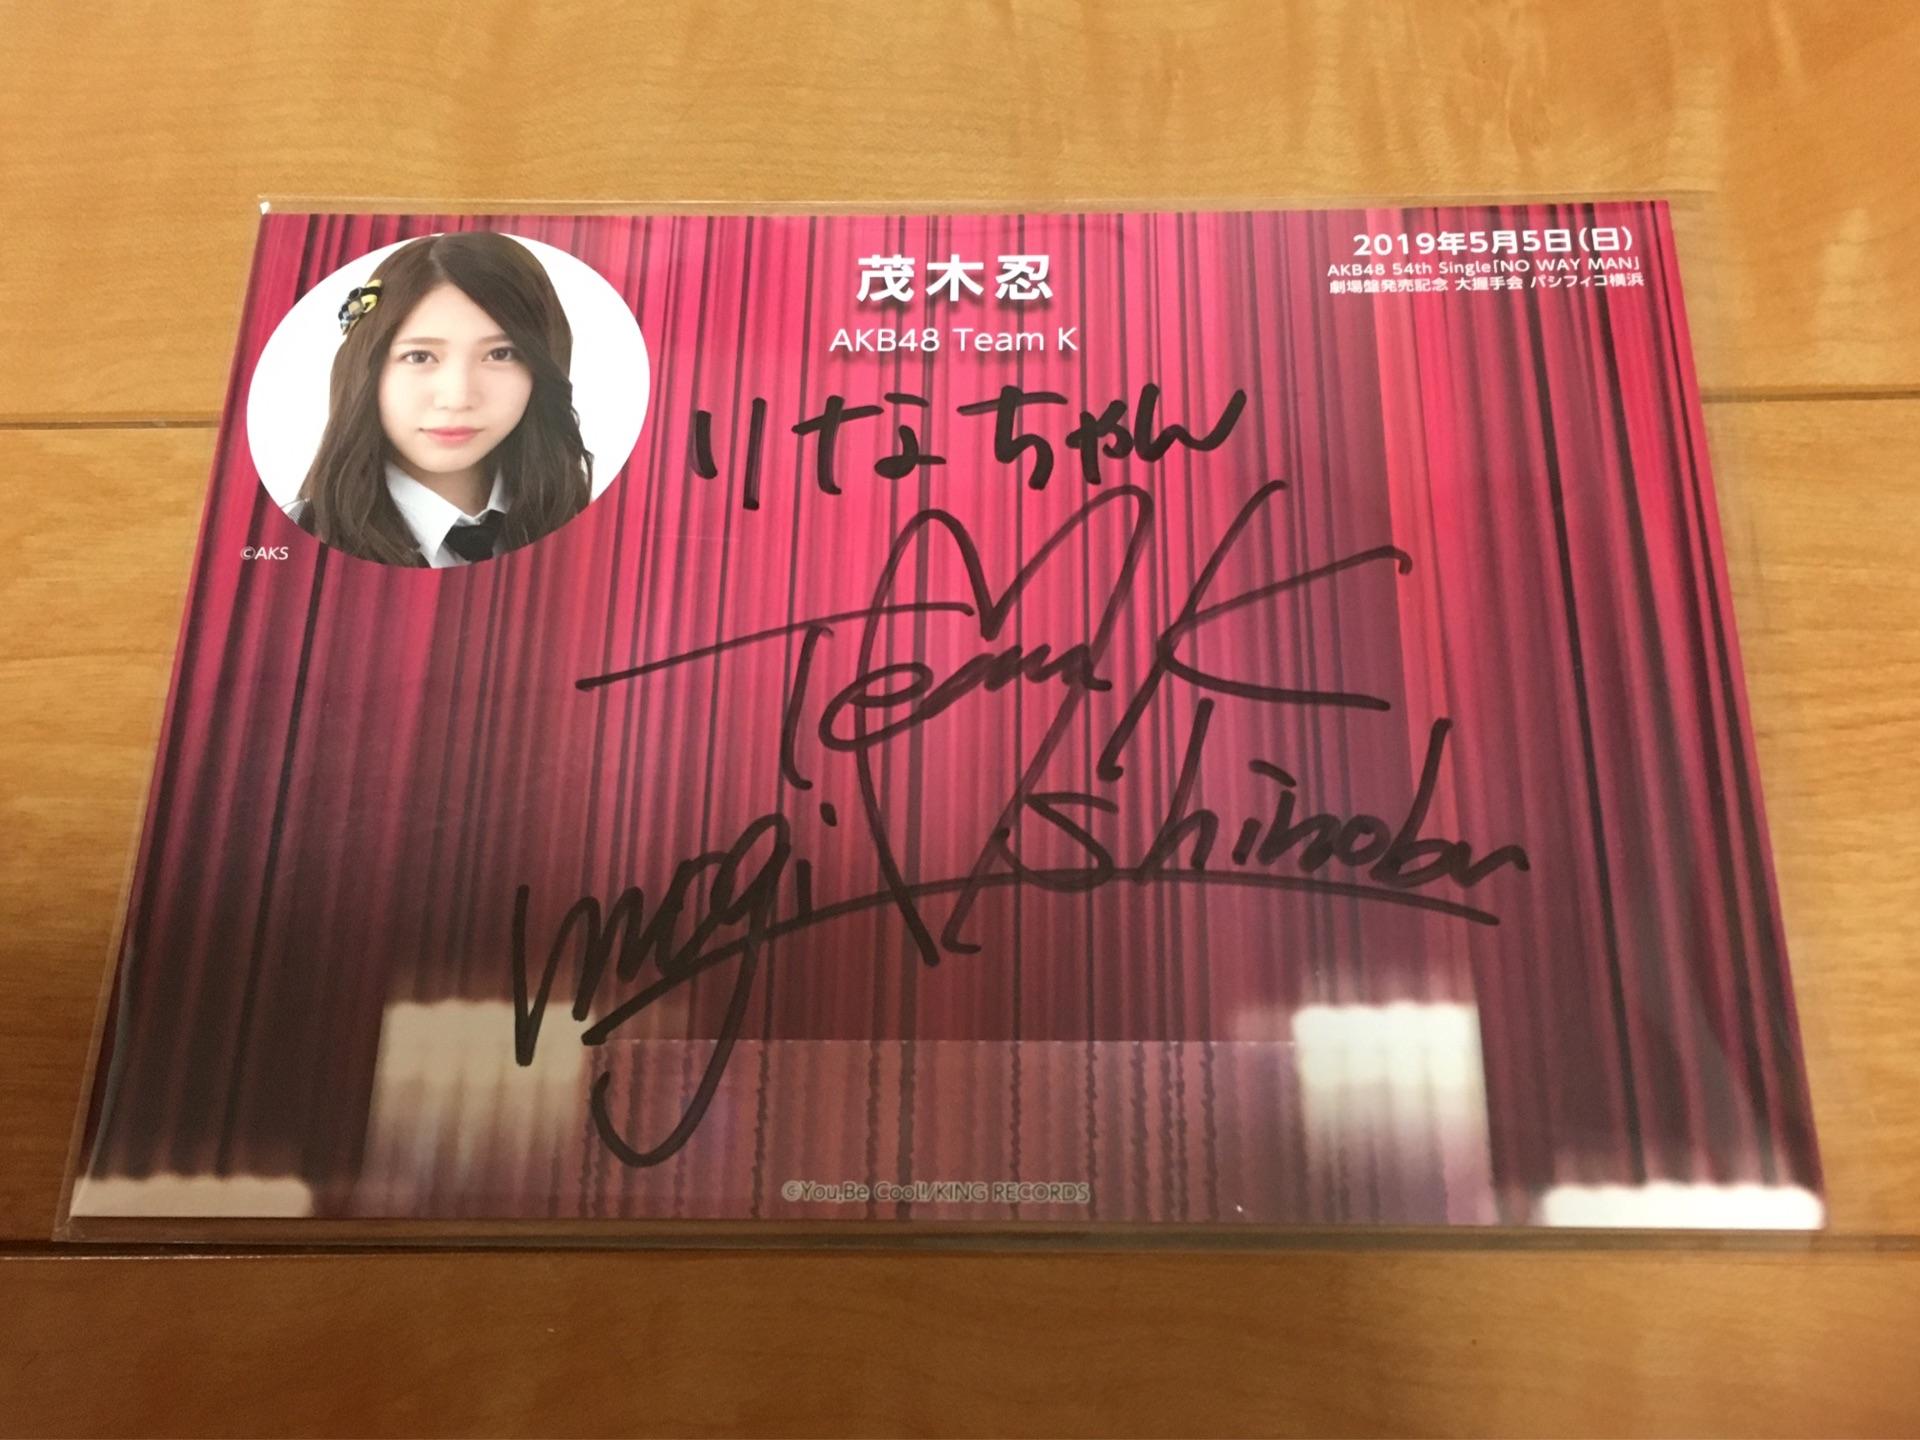 茂木忍
AKB48 Team K
2019年5月5日(日)
AKB48 54th Single「NO WAY MAN」
劇場盤発売記念 大握手会 パシフィコ横浜
りなちゃん
Team K
mogi Shinobu
©AKS
©You,Be Cool!/KING RECORDS